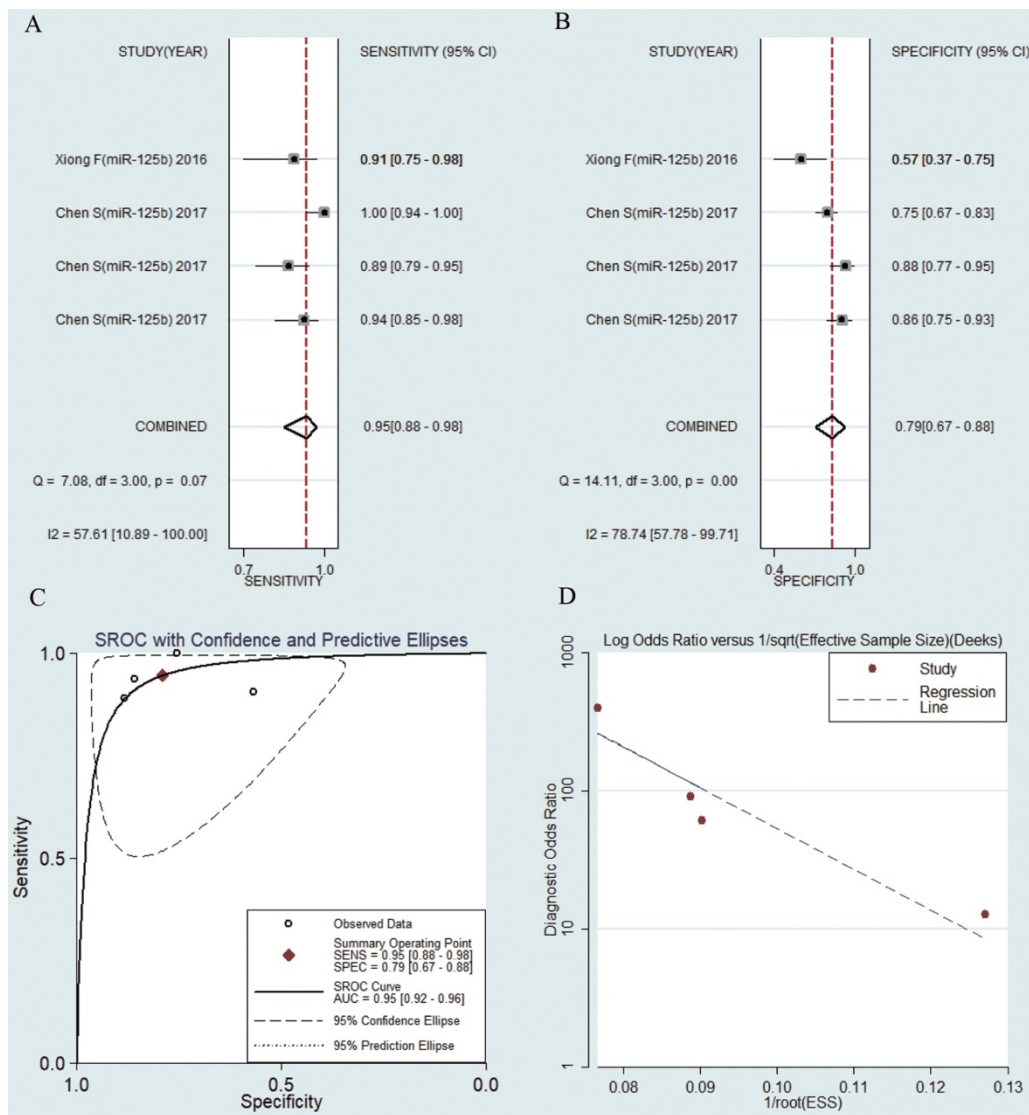 A
STUDY(YEAR) SENSITIVITY (95% CI)
Xiong F(miR-125b) 2016 0.91 [0.75 - 0.98]
Chen S(miR-125b) 2017 1.00 [0.94 - 1.00]
Chen S(miR-125b) 2017 0.89 [0.79 - 0.95]
Chen S(miR-125b) 2017 0.94 [0.85 - 0.98]
COMBINED 0.95[0.88 - 0.98]
Q = 7.08, df = 3.00, p = 0.07
I2 = 57.61 [10.89 - 100.00]
0.7 1.0
SENSITIVITY
B
STUDY(YEAR) SPECIFICITY (95% CI)
Xiong F(miR-125b) 2016 0.57 [0.37 - 0.75]
Chen S(miR-125b) 2017 0.75 [0.67 - 0.83]
Chen S(miR-125b) 2017 0.88 [0.77 - 0.95]
Chen S(miR-125b) 2017 0.86 [0.75 - 0.93]
COMBINED 0.79[0.67 - 0.88]
Q = 14.11, df = 3.00, p = 0.00
I2 = 78.74 [57.78 - 99.71]
0.4 1.0
SPECIFICITY
C
SROC with Confidence and Predictive Ellipses
1.0
0.5
0.0
Sensitivity
Observed Data
Summary Operating Point
SENS = 0.95 [0.88 - 0.98]
SPEC = 0.79 [0.67 - 0.88]
SROC Curve
AUC = 0.95 [0.92 - 0.96]
95% Confidence Ellipse
95% Prediction Ellipse
1.0 0.5 0.0
Specificity
D
Log Odds Ratio versus 1/sqrt(Effective Sample Size)(Deeks)
1000
100
10
1
Diagnostic Odds Ratio
Study
Regression
Line
0.08 0.09 0.10 0.11 0.12 0.13
1/root(ESS)